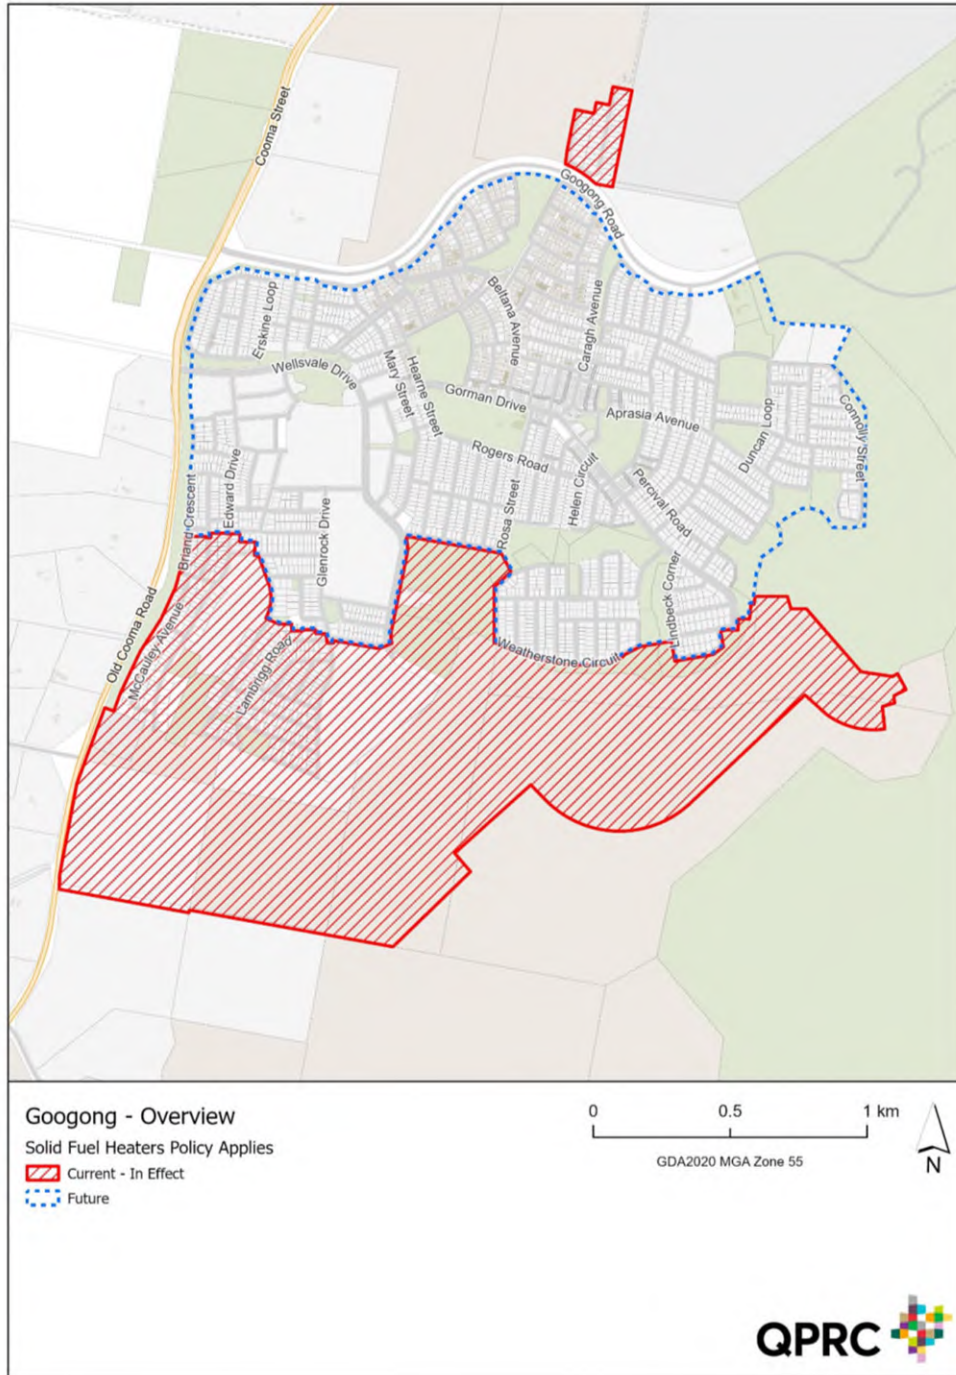 Cooma Street
Googong Road
Erskine Loop
Beltana Avenue
Caragh Avenue
Wellsvale Drive
Mary Street
Hearne Street
Gorman Drive
Aprasia Avenue
Connolly Street
Duncan Loop
Rogers Road
Helen Circuit
Percival Road
Edward Drive
Briand Crescent
Glenrock Drive
Rosa Street
Lindbeck Corner
Old Cooma Road
McCauley Avenue
Lambrigg Road
Weatherstone Circuit
Googong - Overview
Solid Fuel Heaters Policy Applies
Current - In Effect
Future
0 0.5 1 km
GDA2020 MGA Zone 55
N
QPRC